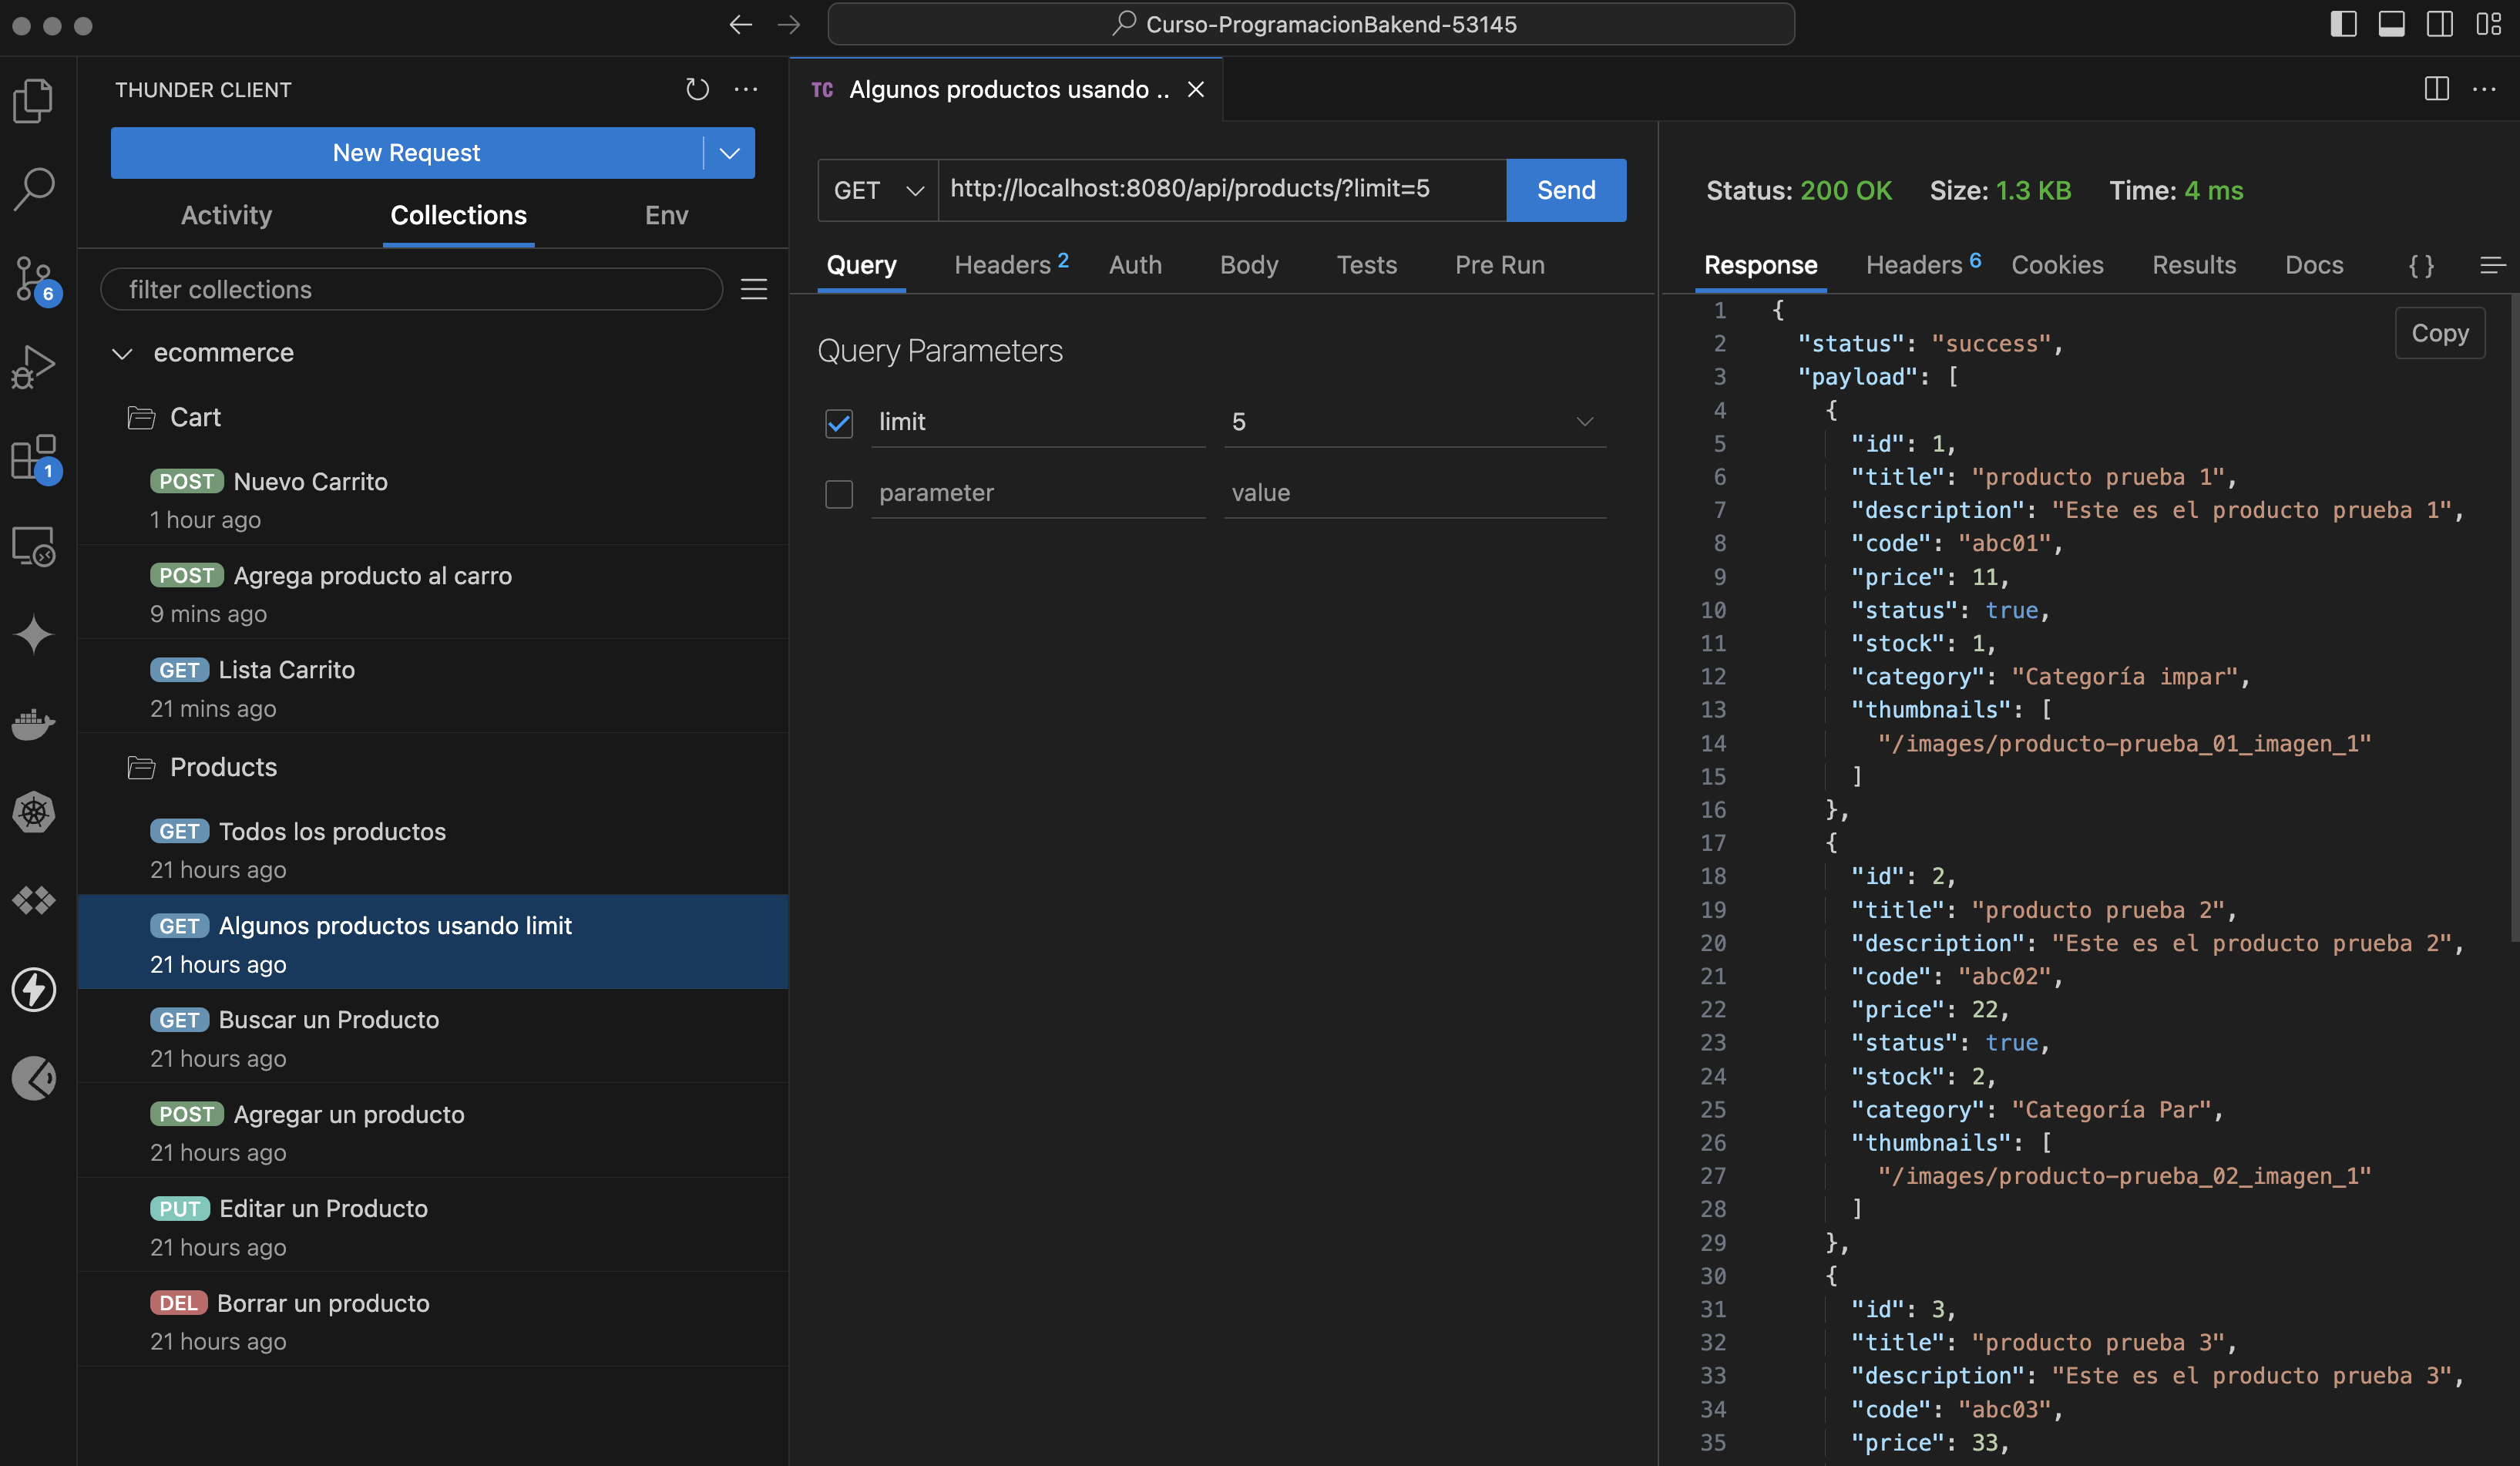 Curso-ProgramacionBakend-53145
THUNDER CLIENT
New Request
Activity Collections Env
filter collections
6
1
ecommerce
Cart
POST Nuevo Carrito
1 hour ago
POST Agrega producto al carro
9 mins ago
GET Lista Carrito
21 mins ago
Products
GET Todos los productos
21 hours ago
GET Algunos productos usando limit
21 hours ago
GET Buscar un Producto
21 hours ago
POST Agregar un producto
21 hours ago
PUT Editar un Producto
21 hours ago
DEL Borrar un producto
21 hours ago
TC Algunos productos usando ..
GET http://localhost:8080/api/products/?limit=5 Send
Query Headers 2 Auth Body Tests Pre Run
Query Parameters
limit 5
parameter value
Status: 200 OK Size: 1.3 KB Time: 4 ms
Response Headers 6 Cookies Results Docs {}
Copy
1 {
2 "status": "success",
3 "payload": [
4 {
5 "id": 1,
6 "title": "producto prueba 1",
7 "description": "Este es el producto prueba 1",
8 "code": "abc01",
9 "price": 11,
10 "status": true,
11 "stock": 1,
12 "category": "Categoría impar",
13 "thumbnails": [
14 "/images/producto-prueba_01_imagen_1"
15 ]
16 },
17 {
18 "id": 2,
19 "title": "producto prueba 2",
20 "description": "Este es el producto prueba 2",
21 "code": "abc02",
22 "price": 22,
23 "status": true,
24 "stock": 2,
25 "category": "Categoría Par",
26 "thumbnails": [
27 "/images/producto-prueba_02_imagen_1"
28 ]
29 },
30 {
31 "id": 3,
32 "title": "producto prueba 3",
33 "description": "Este es el producto prueba 3",
34 "code": "abc03",
35 "price": 33,